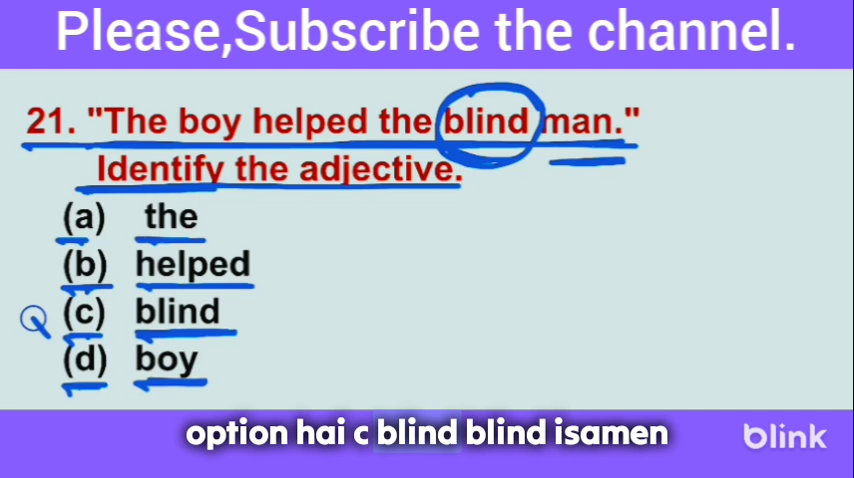 Please,Subscribe the channel.
21. "The boy helped the blind man."
Identify the adjective.
(a) the
(b) helped
(c) blind
(d) boy
option hai c blind blind isamen
blink